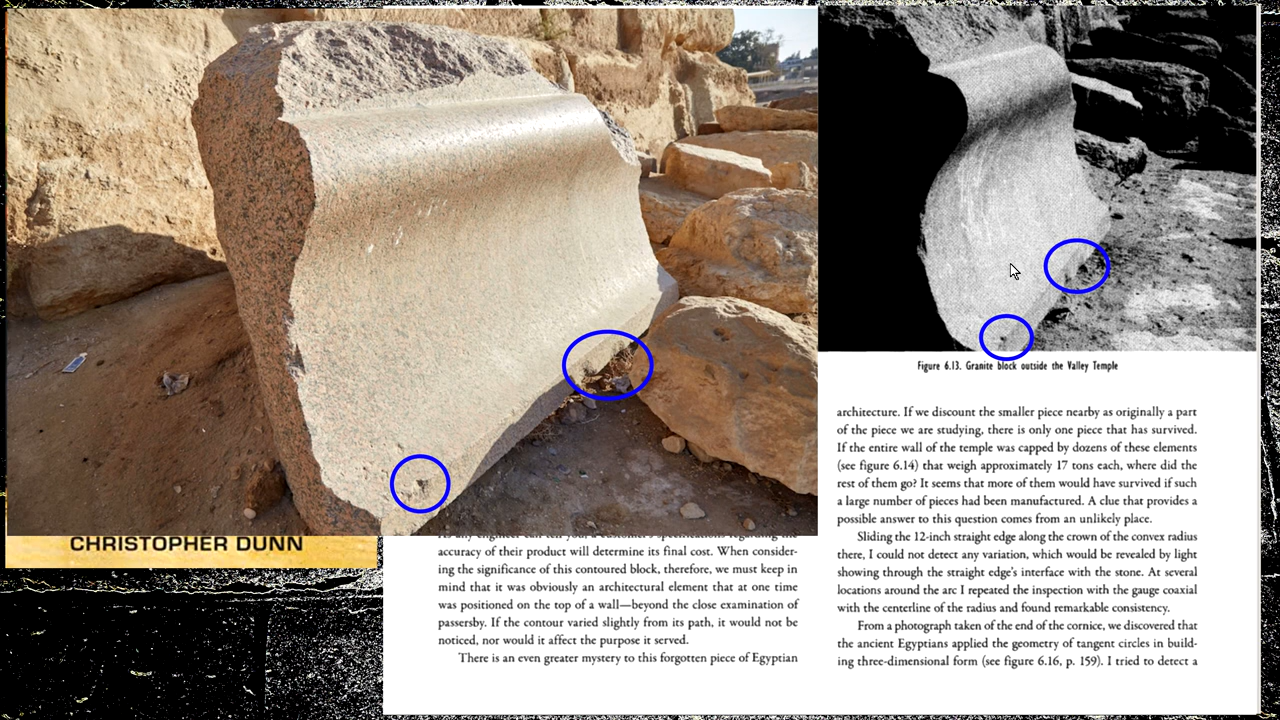 CHRISTOPHER DUNN
As any engineer can tell you, a customer's specifications regarding the
accuracy of their product will determine its final cost. When consider-
ing the significance of this contoured block, therefore, we must keep in
mind that it was obviously an architectural element that at one time
was positioned on the top of a wall—beyond the close examination of
passersby. If the contour varied slightly from its path, it would not be
noticed, nor would it affect the purpose it served.
There is an even greater mystery to this forgotten piece of Egyptian
Figure 6.13. Granite block outside the Valley Temple
architecture. If we discount the smaller piece nearby as originally a part
of the piece we are studying, there is only one piece that has survived.
If the entire wall of the temple was capped by dozens of these elements
(see figure 6.14) that weigh approximately 17 tons each, where did the
rest of them go? It seems that more of them would have survived if such
a large number of pieces had been manufactured. A clue that provides a
possible answer to this question comes from an unlikely place.
Sliding the 12-inch straight edge along the crown of the convex radius
there, I could not detect any variation, which would be revealed by light
showing through the straight edge's interface with the stone. At several
locations around the arc I repeated the inspection with the gauge coaxial
with the centerline of the radius and found remarkable consistency.
From a photograph taken of the end of the cornice, we discovered that
the ancient Egyptians applied the geometry of tangent circles in build-
ing three-dimensional form (see figure 6.16, p. 159). I tried to detect a